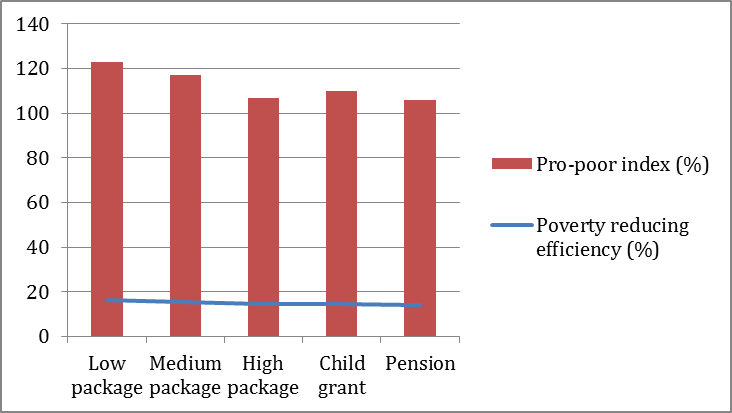 140
120
100
80
60
40
20
0
Low package
Medium package
High package
Child grant
Pension
Pro-poor index (%)
Poverty reducing
efficiency (%)